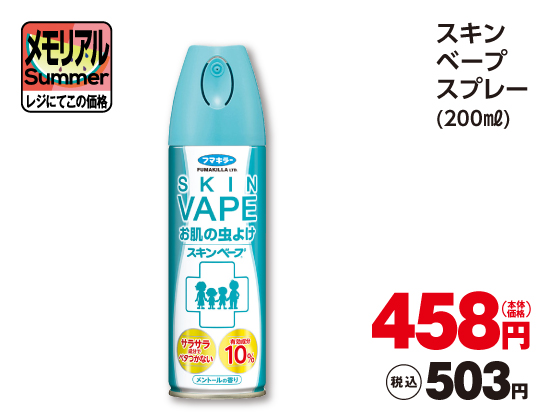 メモリアル
Summer
レジにてこの価格
スキン
ベープ
スプレー
(200㎖)
フマキラー
FUMAKILLA LTD.
SKIN
VAPE
お肌の虫よけ
スキンベープ
サラサラ
成分で
ベタつかない
有効成分
10%
メントールの香り
458円(本体価格)
税込503円